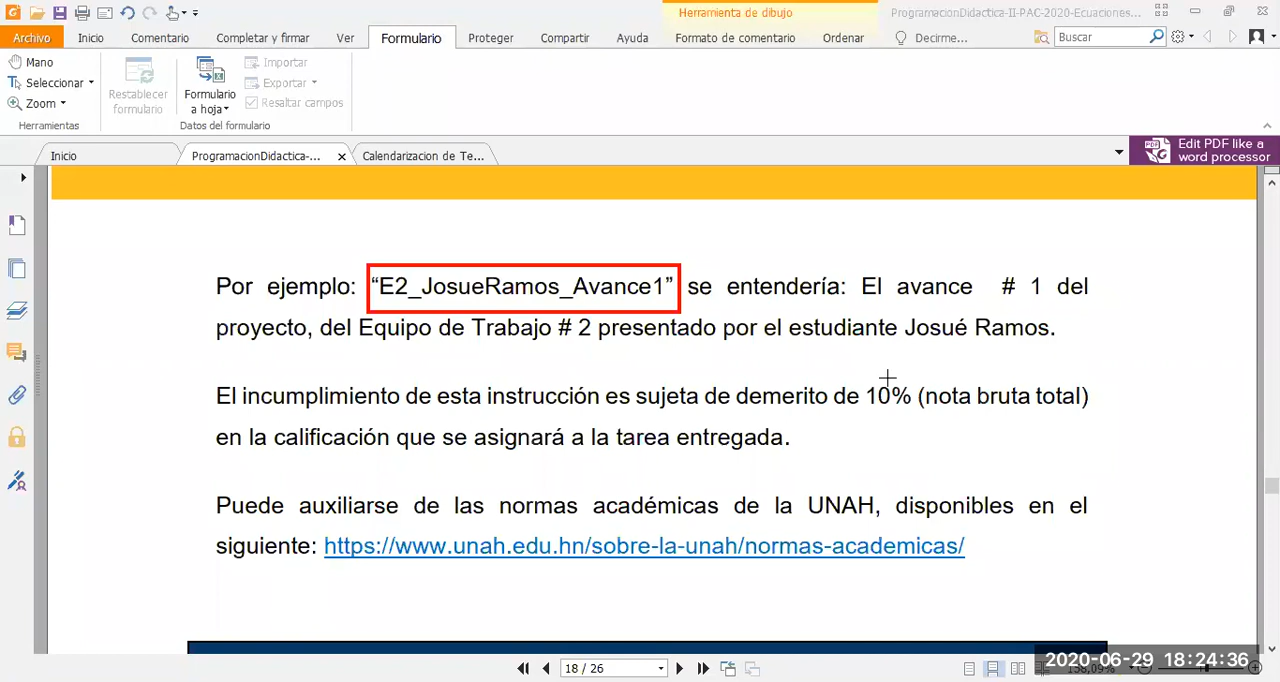 Herramienta de dibujo
ProgramacionDidactica-II-PAC-2020-Ecuaciones...
Archivo Inicio Comentario Completar y firmar Ver Formulario Proteger Compartir Ayuda Formato de comentario Ordenar Decirme... Buscar
Mano
Seleccionar
Zoom
Herramientas
Restablecer
formulario
Formulario
a hoja
Importar
Exportar
Resaltar campos
Datos del formulario
Inicio ProgramacionDidactica-... Calendarizacion de Te...
Edit PDF like a
word processor
Por ejemplo: “E2_JosueRamos_Avance1” se entendería: El avance # 1 del
proyecto, del Equipo de Trabajo # 2 presentado por el estudiante Josué Ramos.
El incumplimiento de esta instrucción es sujeta de demerito de 10% (nota bruta total)
en la calificación que se asignará a la tarea entregada.
Puede auxiliarse de las normas académicas de la UNAH, disponibles en el
siguiente: https://www.unah.edu.hn/sobre-la-unah/normas-academicas/
18 / 26
2020-06-29 18:24:36